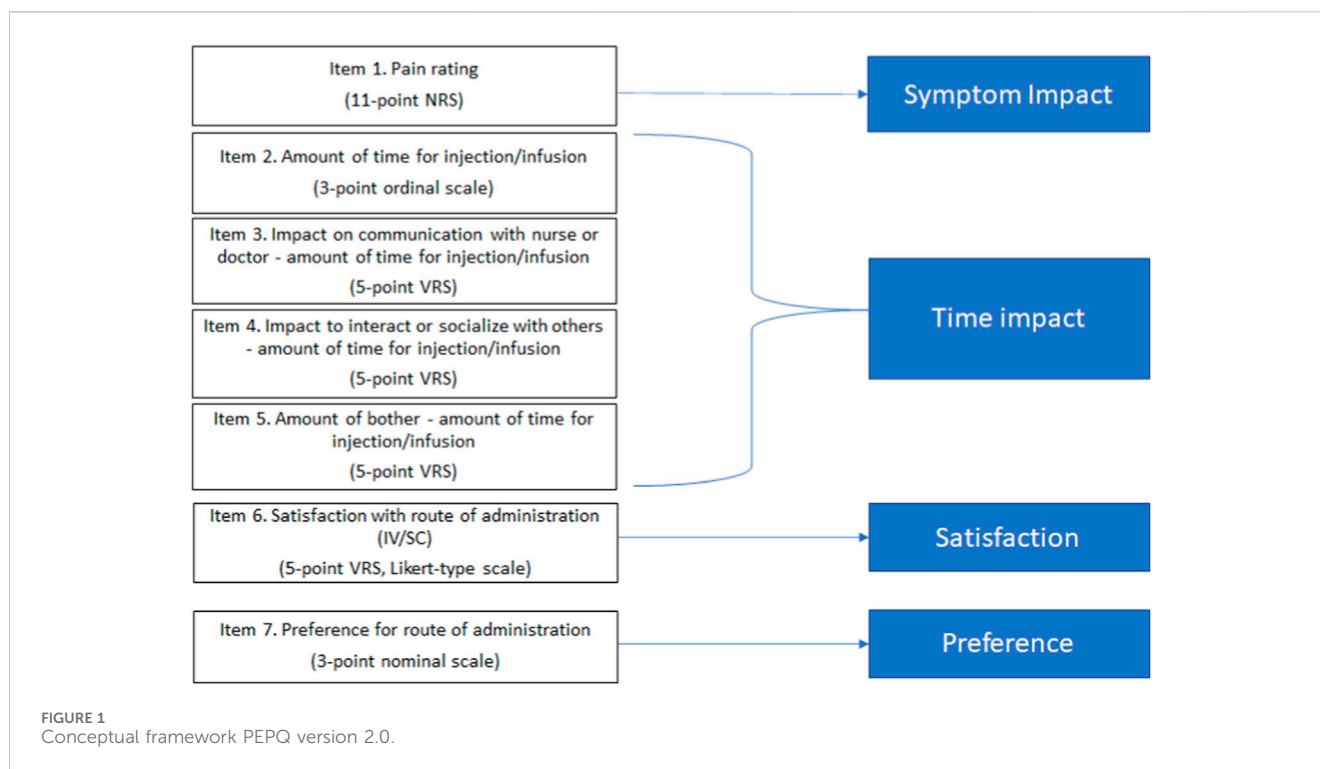 Item 1. Pain rating
(11-point NRS)
Symptom Impact
Item 2. Amount of time for injection/infusion
(3-point ordinal scale)
Item 3. Impact on communication with nurse or
doctor - amount of time for injection/infusion
(5-point VRS)
Item 4. Impact to interact or socialize with others
- amount of time for injection/infusion
(5-point VRS)
Item 5. Amount of bother - amount of time for
injection/infusion
(5-point VRS)
Time impact
Item 6. Satisfaction with route of administration
(IV/SC)
(5-point VRS, Likert-type scale)
Satisfaction
Item 7. Preference for route of administration
(3-point nominal scale)
Preference
FIGURE 1
Conceptual framework PEPQ version 2.0.